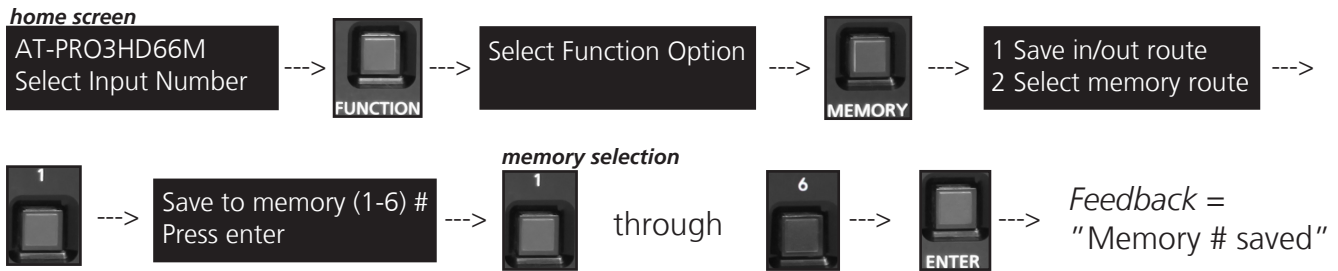 home screen
AT-PRO3HD66M
Select Input Number
--->
FUNCTION
--->
Select Function Option
--->
MEMORY
--->
1 Save in/out route
2 Select memory route
--->
1
--->
Save to memory (1-6) #
Press enter
--->
memory selection
1
through
6
--->
ENTER
--->
Feedback =
"Memory # saved"